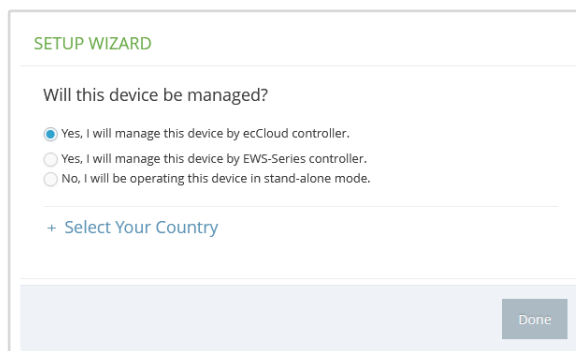 SETUP WIZARD
Will this device be managed?
Yes, I will manage this device by ecCloud controller.
Yes, I will manage this device by EWS-Series controller.
No, I will be operating this device in stand-alone mode.
+ Select Your Country
Done